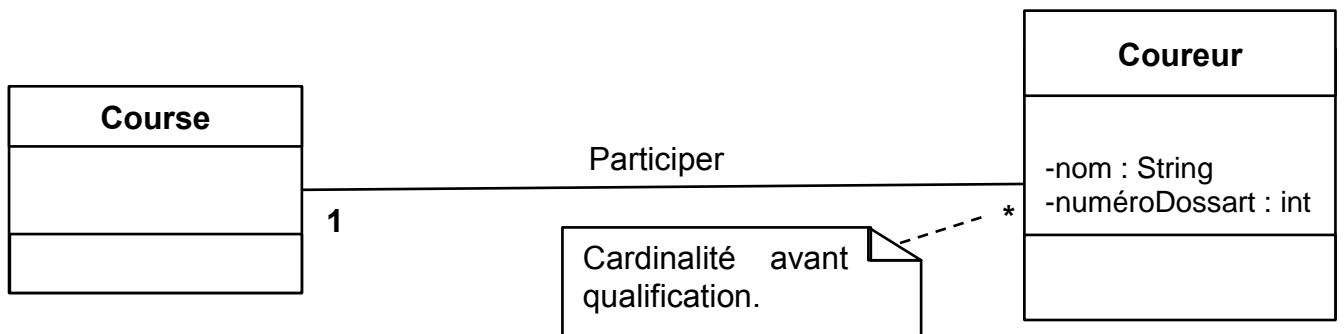 Course
Participer
1
Cardinalité avant
qualification.
*
Coureur
-nom : String
-numéroDossart : int